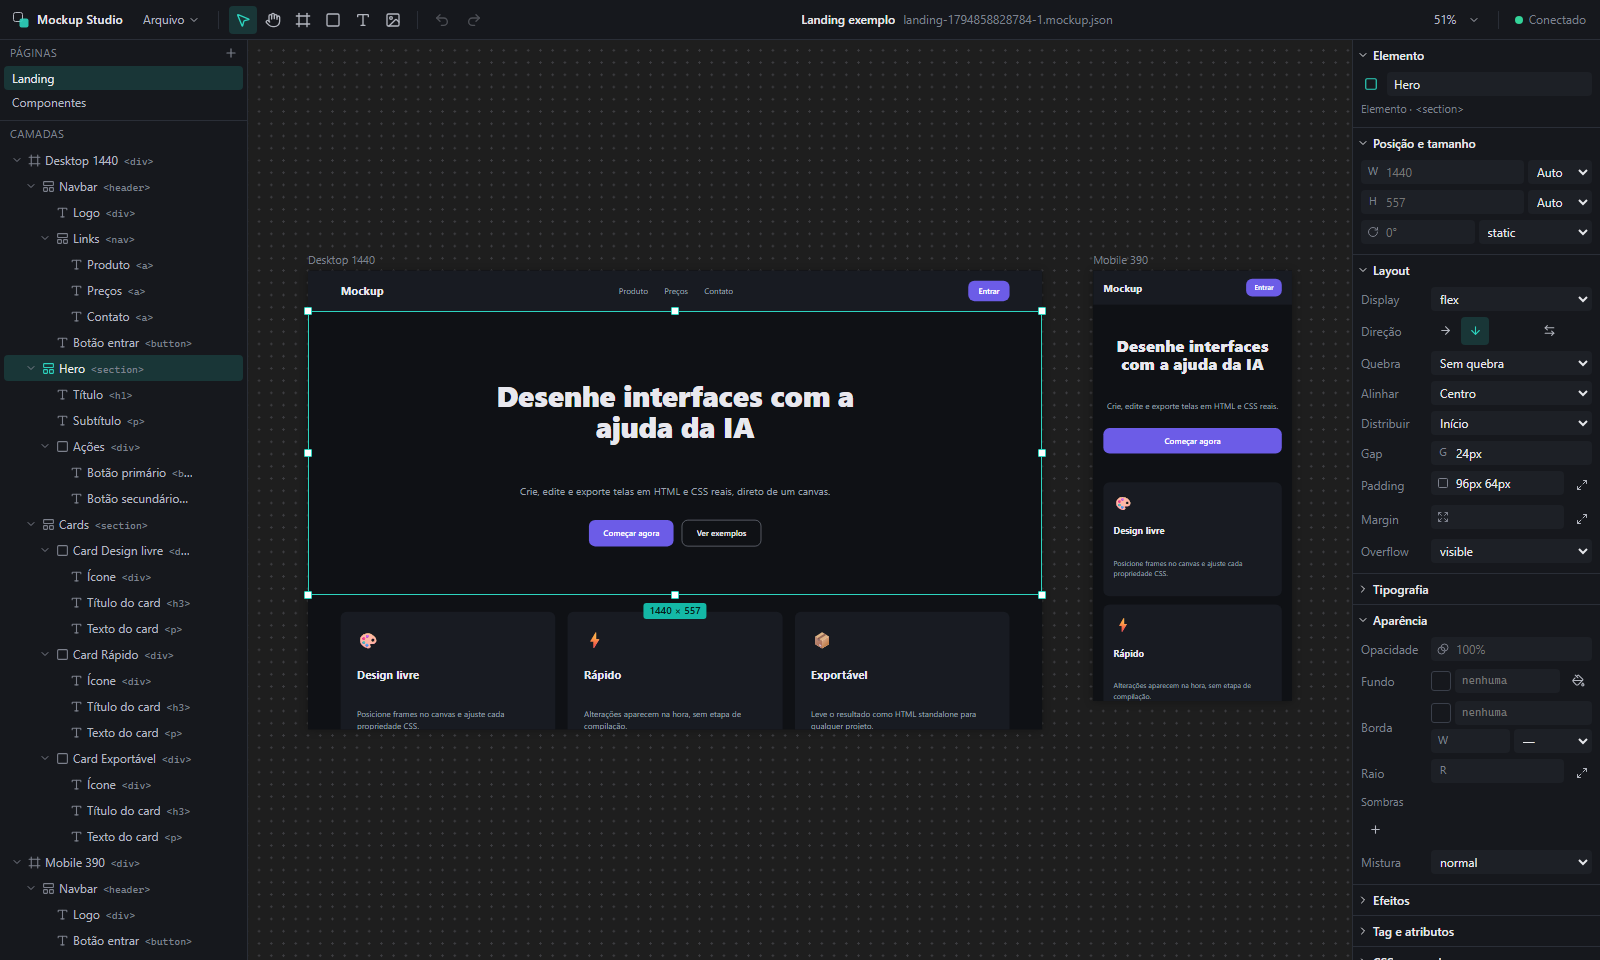 Mockup Studio
Arquivo
Landing exemplo landing-1794858828784-1.mockup.json
51%
Conectado
PÁGINAS
Landing
Componentes
CAMADAS
Desktop 1440 <div>
Navbar <header>
Logo <div>
Links <nav>
Produto <a>
Preços <a>
Contato <a>
Botão entrar <button>
Hero <section>
Título <h1>
Subtítulo <p>
Ações <div>
Botão primário <b...
Botão secundário...
Cards <section>
Card Design livre <d...
Ícone <div>
Título do card <h3>
Texto do card <p>
Card Rápido <div>
Ícone <div>
Título do card <h3>
Texto do card <p>
Card Exportável <div>
Ícone <div>
Título do card <h3>
Texto do card <p>
Mobile 390 <div>
Navbar <header>
Logo <div>
Botão entrar <button>
Desktop 1440
Mockup
Produto Preços Contato
Entrar
Desenhe interfaces com a
ajuda da IA
Crie, edite e exporte telas em HTML e CSS reais, direto de um canvas.
Começar agora
Ver exemplos
1440 × 557
Design livre
Posicione frames no canvas e ajuste cada
propriedade CSS.
Rápido
Alterações aparecem na hora, sem etapa de
compilação.
Exportável
Leve o resultado como HTML standalone para
qualquer projeto.
Mobile 390
Mockup
Entrar
Desenhe interfaces
com a ajuda da IA
Crie, edite e exporte telas em HTML e CSS reais.
Começar agora
Design livre
Posicione frames no canvas e ajuste cada
propriedade CSS.
Rápido
Alterações aparecem na hora, sem etapa de
compilação.
Elemento
Hero
Elemento · <section>
Posição e tamanho
W 1440 Auto
H 557 Auto
0° static
Layout
Display flex
Direção
Quebra Sem quebra
Alinhar Centro
Distribuir Início
Gap G 24px
Padding 96px 64px
Margin
Overflow visible
Tipografia
Aparência
Opacidade 100%
Fundo nenhuma
nenhuma
Borda
W —
Raio R
Sombras
Mistura normal
Efeitos
Tag e atributos